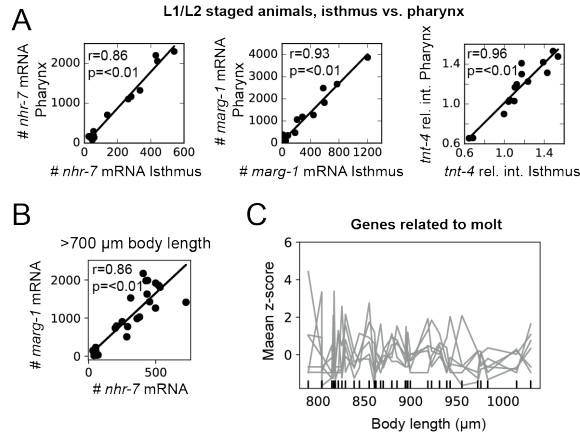 L1/L2 staged animals, isthmus vs. pharynx
A
# nhr-7 mRNA
Pharynx
2000
1000
0
r=0.86
p=<0.01
0 200 400 600
# nhr-7 mRNA Isthmus
# marg-1 mRNA
Pharynx
4000
3000
2000
1000
0
r=0.93
p=<0.01
0 400 800 1200
# marg-1 mRNA Isthmus
tnt-4 rel. int. Pharynx
1.4
1.0
0.6
r=0.96
p=<0.01
0.6 1.0 1.4
tnt-4 rel. int. Isthmus
B
>700 µm body length
# marg-1 mRNA
2000
1000
0
r=0.86
p=<0.01
0 500
# nhr-7 mRNA
C
Genes related to molt
Maean z-score
6
4
2
0
800 850 900 950 1000
Body length (µm)